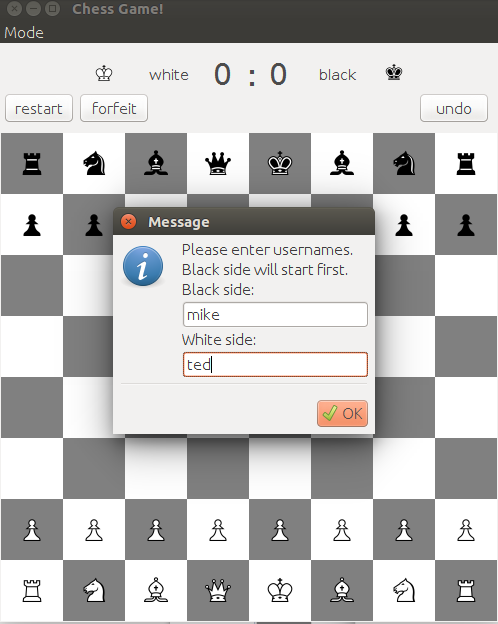 Chess Game!
Mode
white 0 : 0 black
restart forfeit undo
Message
Please enter usernames.
Black side will start first.
Black side:
mike
White side:
ted
OK